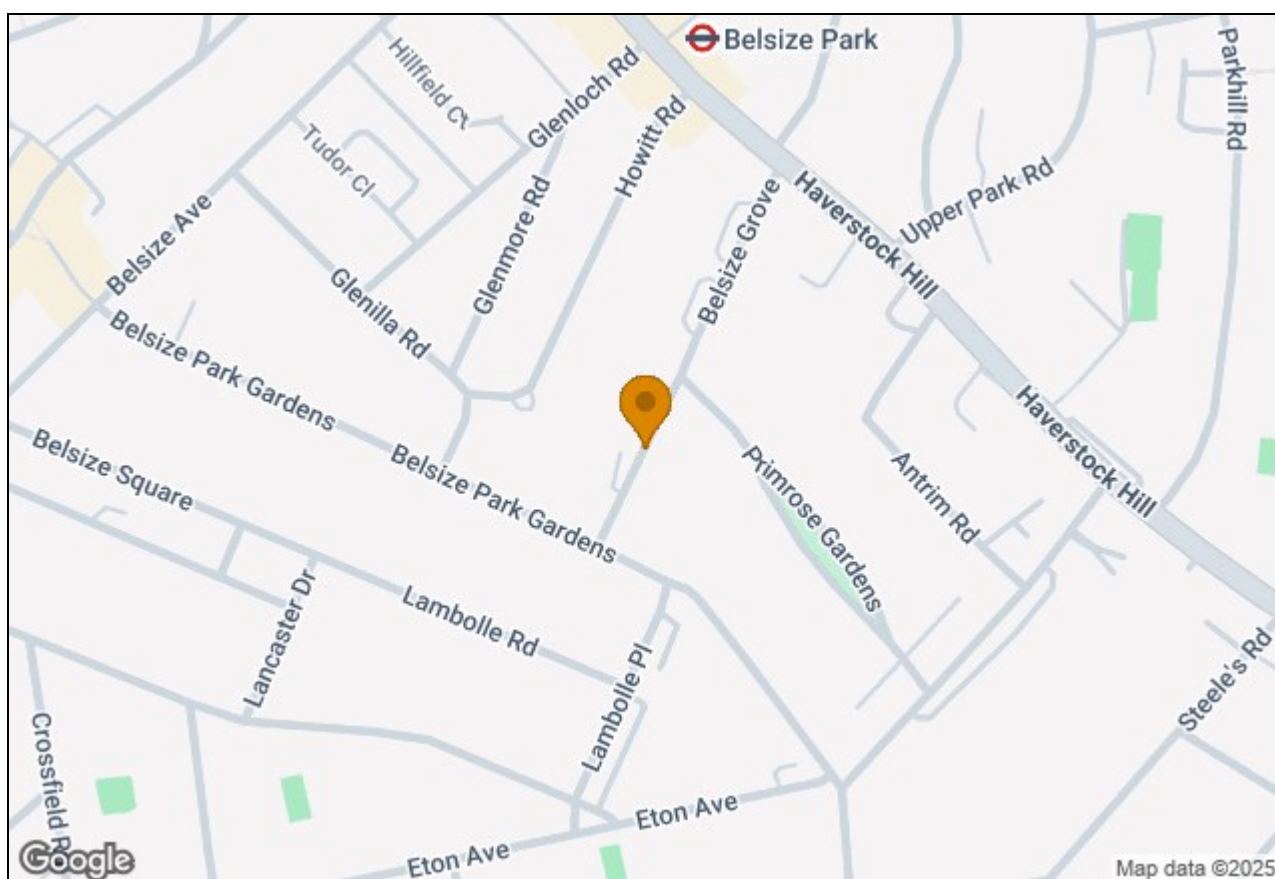 Belsize Park
Hillfield Ct
Glenloch Rd
Parkhill Rd
Howitt Rd
Tudor Cl
Upper Park Rd
Haverstock Hill
Belsize Grove
Glenmore Rd
Belsize Ave
Glenilla Rd
Belsize Park Gardens
Haverstock Hill
Belsize Park Gardens
Belsize Square
Primrose Gardens
Antrim Rd
Lancaster Dr
Lambolle Rd
Lambolle Pl
Steele's Rd
Crossfield R
Eton Ave
Eton Ave
Google
Map data ©2025